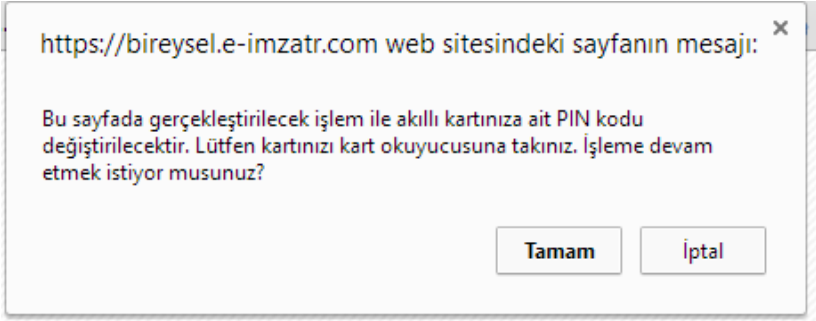 https://bireysel.e-imzatr.com web sitesindeki sayfanın mesajı:
Bu sayfada gerçekleştirilecek işlem ile akıllı kartınıza ait PIN kodu
değiştirilecektir. Lütfen kartınızı kart okuyucusuna takınız. İşleme devam
etmek istiyor musunuz?
Tamam
İptal